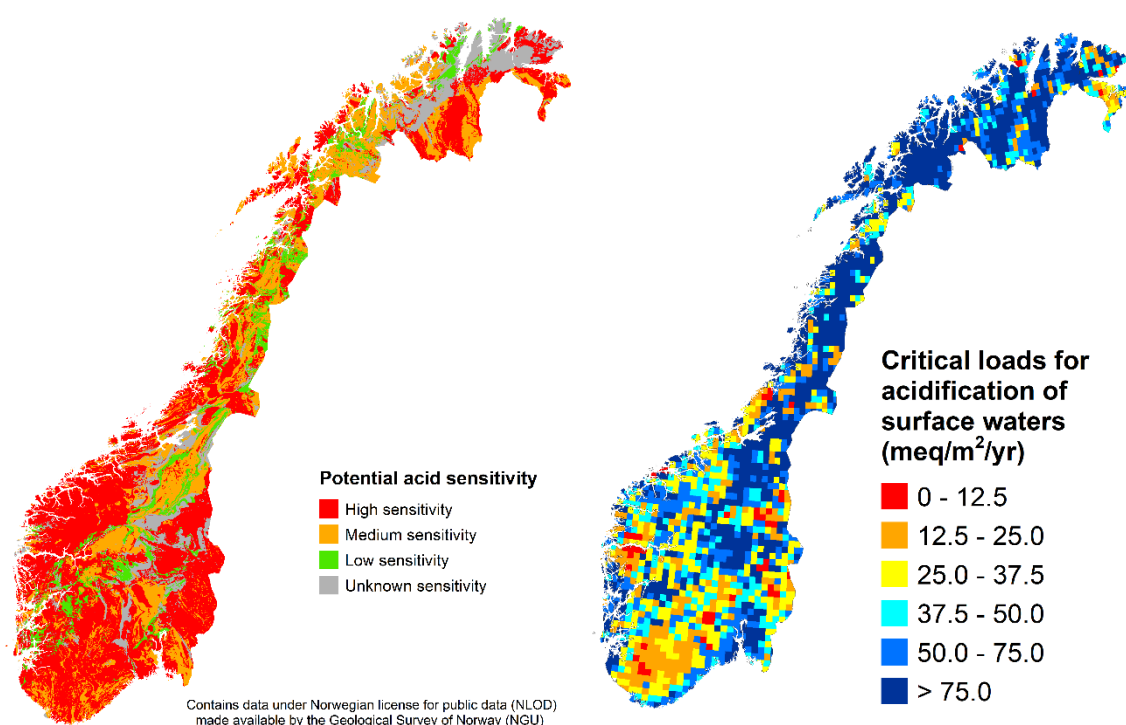 Potential acid sensitivity
High sensitivity
Medium sensitivity
Low sensitivity
Unknown sensitivity
Contains data under Norwegian license for public data (NLOD)
made available by the Geological Survey of Norway (NGU)
Critical loads for
acidification of
surface waters
(meq/m²/yr)
0 - 12.5
12.5 - 25.0
25.0 - 37.5
37.5 - 50.0
50.0 - 75.0
> 75.0